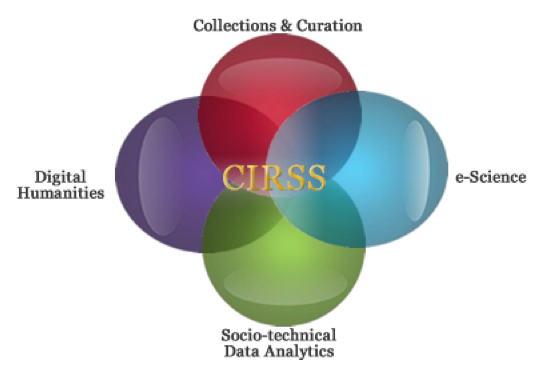 Collections & Curation
Digital
Humanities
CIRSS
e-Science
Socio-technical
Data Analytics